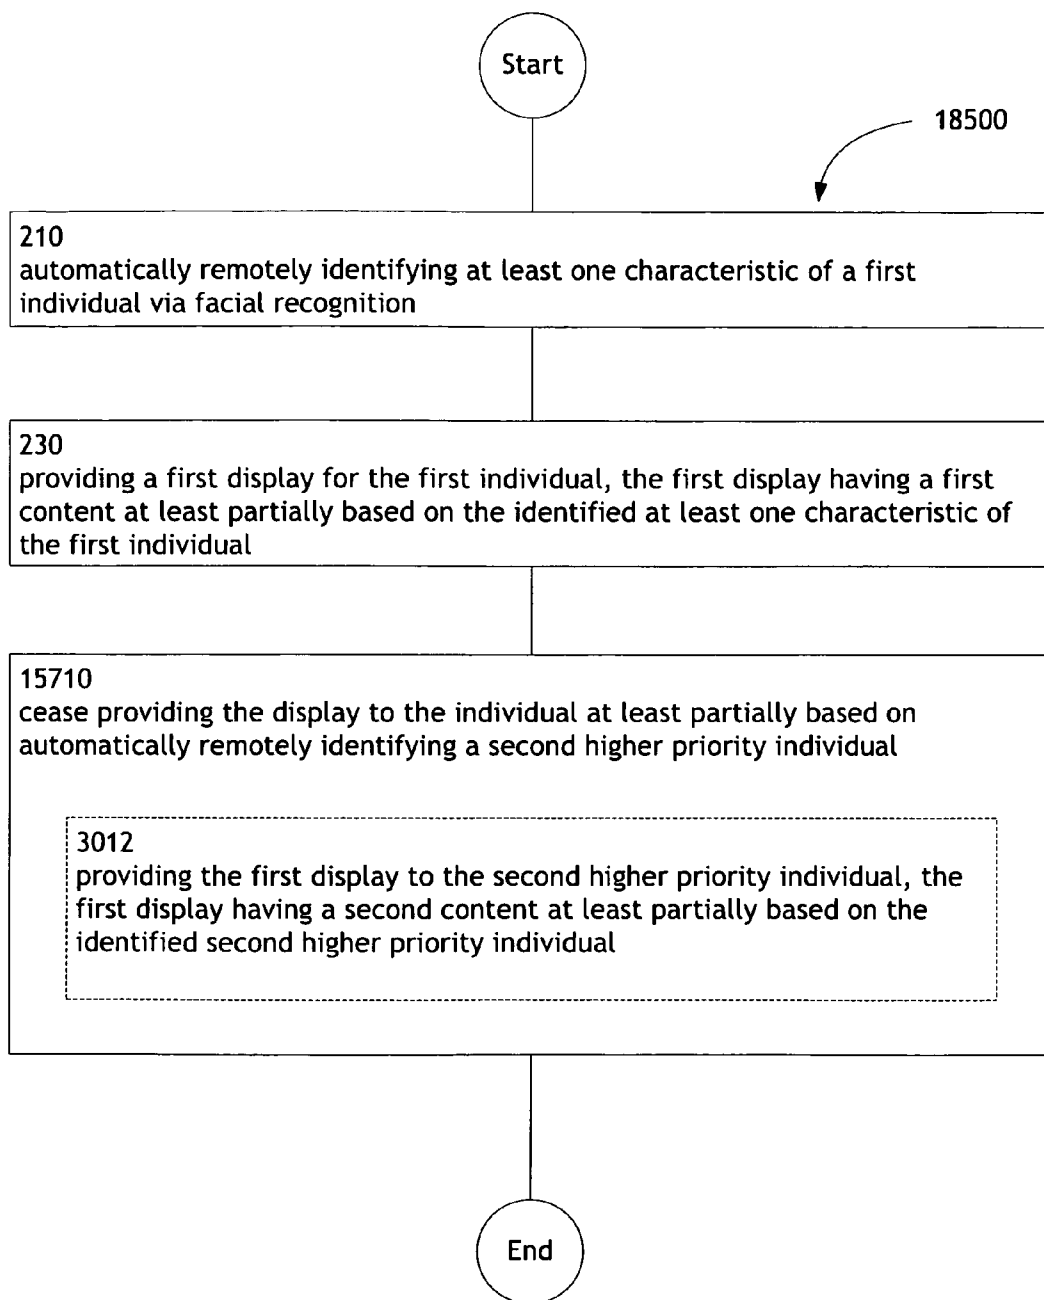 Start
18500
210
automatically remotely identifying at least one characteristic of a first
individual via facial recognition
230
providing a first display for the first individual, the first display having a first
content at least partially based on the identified at least one characteristic of
the first individual
15710
cease providing the display to the individual at least partially based on
automatically remotely identifying a second higher priority individual
3012
providing the first display to the second higher priority individual, the
first display having a second content at least partially based on the
identified second higher priority individual
End